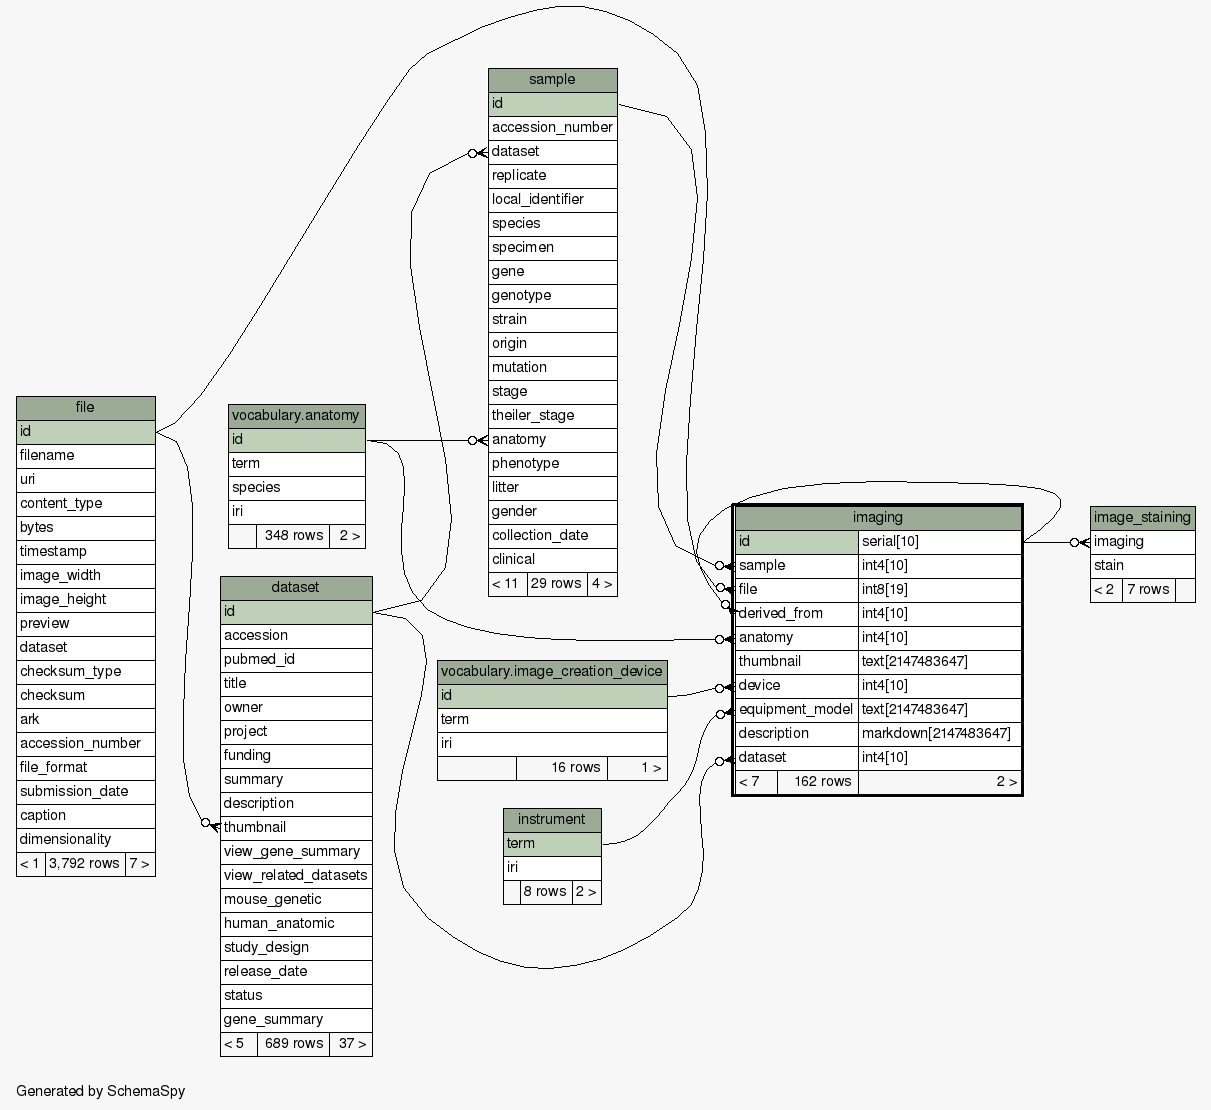 sample
id
accession_number
dataset
replicate
local_identifier
species
specimen
gene
genotype
strain
origin
mutation
stage
theiler_stage
anatomy
phenotype
litter
gender
collection_date
clinical
< 11 29 rows 4 >
file
id
filename
uri
content_type
bytes
timestamp
image_width
image_height
preview
dataset
checksum_type
checksum
ark
accession_number
file_format
submission_date
caption
dimensionality
< 1 3,792 rows 7 >
vocabulary.anatomy
id
term
species
iri
348 rows 2 >
dataset
id
accession
pubmed_id
title
owner
project
funding
summary
description
thumbnail
view_gene_summary
view_related_datasets
mouse_genetic
human_anatomic
study_design
release_date
status
gene_summary
< 5 689 rows 37 >
vocabulary.image_creation_device
id
term
iri
16 rows 1 >
instrument
term
iri
8 rows 2 >
imaging
id serial[10]
sample int4[10]
file int8[19]
derived_from int4[10]
anatomy int4[10]
thumbnail text[2147483647]
device int4[10]
equipment_model text[2147483647]
description markdown[2147483647]
dataset int4[10]
< 7 162 rows 2 >
image_staining
imaging
stain
< 2 7 rows
Generated by SchemaSpy